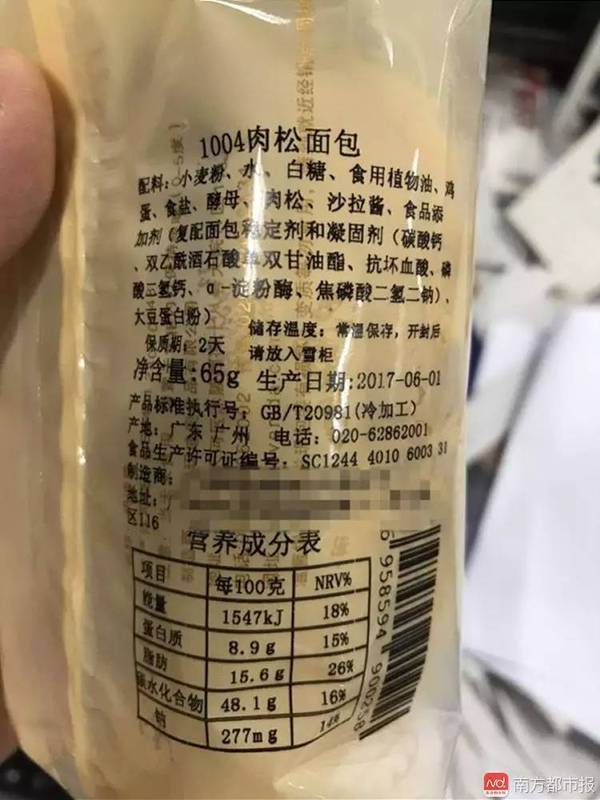 1004肉松面包
配料：小麦粉、水、白糖、食用植物油、鸡
蛋、食盐、酵母、肉松、沙拉酱、食品添
加剂（复配面包稳定剂和凝固剂（碳酸钙
、双乙酰酒石酸单双甘油酯、抗坏血酸、磷
酸三氢钙、α-淀粉酶、焦磷酸二氢二钠），
大豆蛋白粉）
储存温度：常温保存，开封后
保质期：2天 请放入雪柜
净含量:65g 生产日期:2017-06-01
产品标准执行号：GB/T20981(冷加工)
产地：广东 广州 电话：020-62862001
食品生产许可证编号：SC1244 4010 6003 31
制造商：
地址：
区116
营养成分表
项目 每100克 NRV%
能量 1547kJ 18%
蛋白质 8.9g 15%
脂肪 15.6g 26%
碳水化合物 48.1g 16%
钠 277mg 14%
6 958594 900258
南方都市报